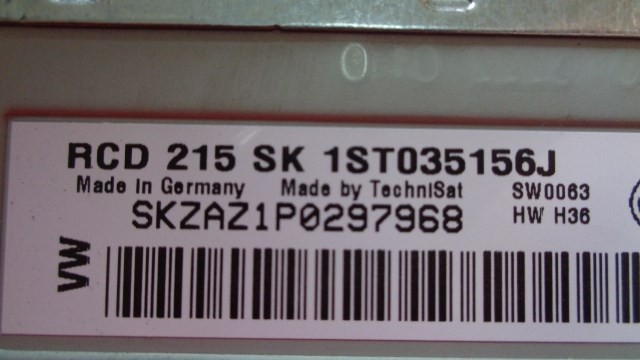 RCD 215 SK 1ST035156J
Made in Germany Made by TechniSat SW0063
SKZAZ1P0297968 HW H36
VW